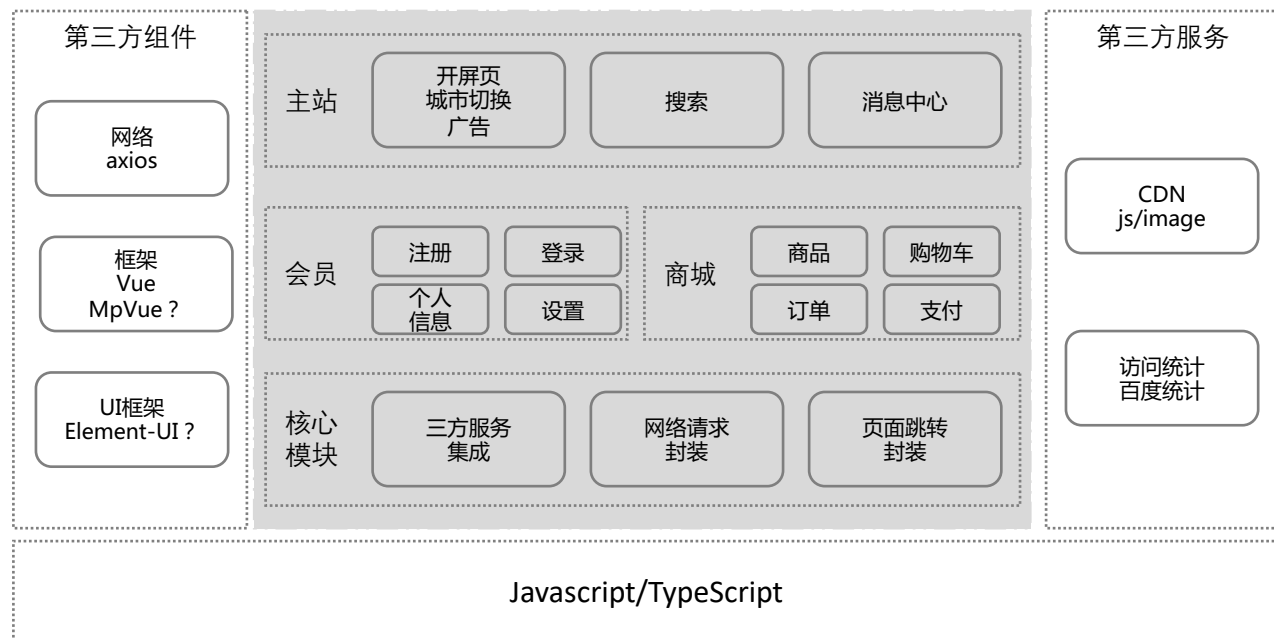 第三方组件
网络
axios
框架
Vue
MpVue？
UI框架
Element-UI？
主站
开屏页
城市切换
广告
搜索
消息中心
会员
注册
登录
个人
信息
设置
商城
商品
购物车
订单
支付
核心
模块
三方服务
集成
网络请求
封装
页面跳转
封装
第三方服务
CDN
js/image
访问统计
百度统计
Javascript/TypeScript